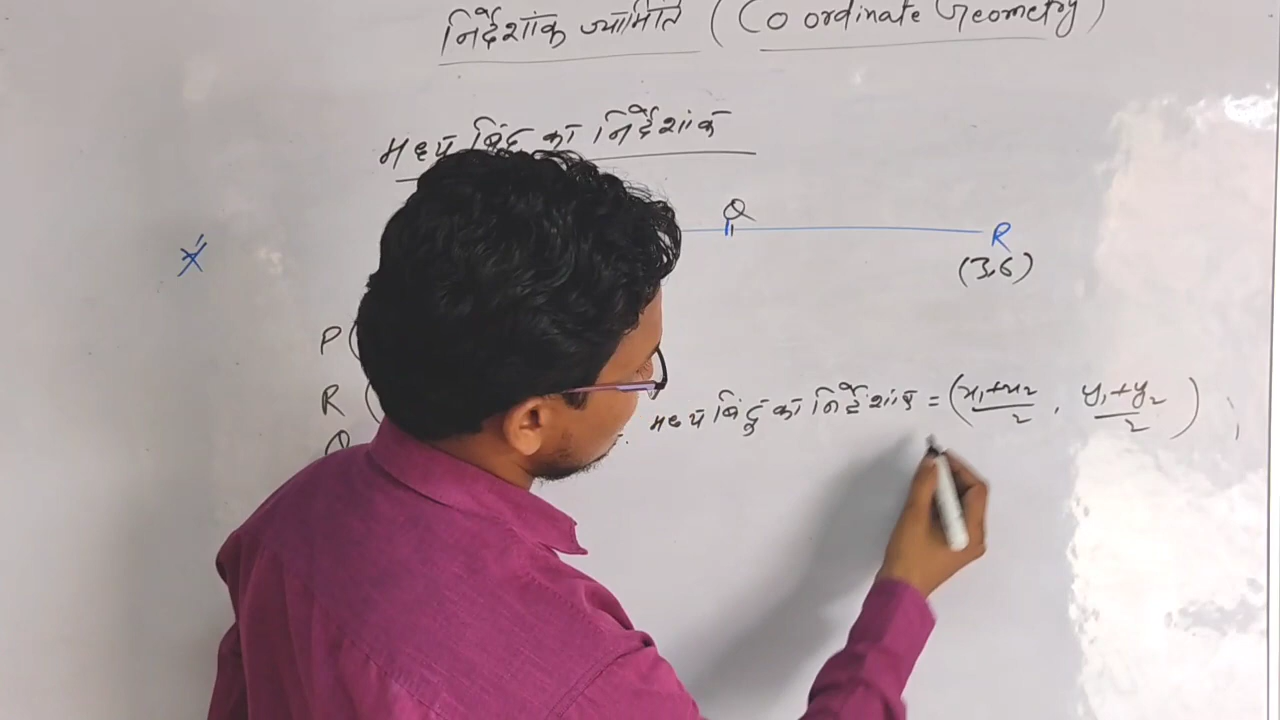 निर्देशांक ज्यामिति (Coordinate Geometry)
मध्य बिंदु का निर्देशांक
Q
R
(3,6)
X'
P(
R (
Q
मध्य बिंदु का निर्देशांक = (x₁+x₂/2, y₁+y₂/2);